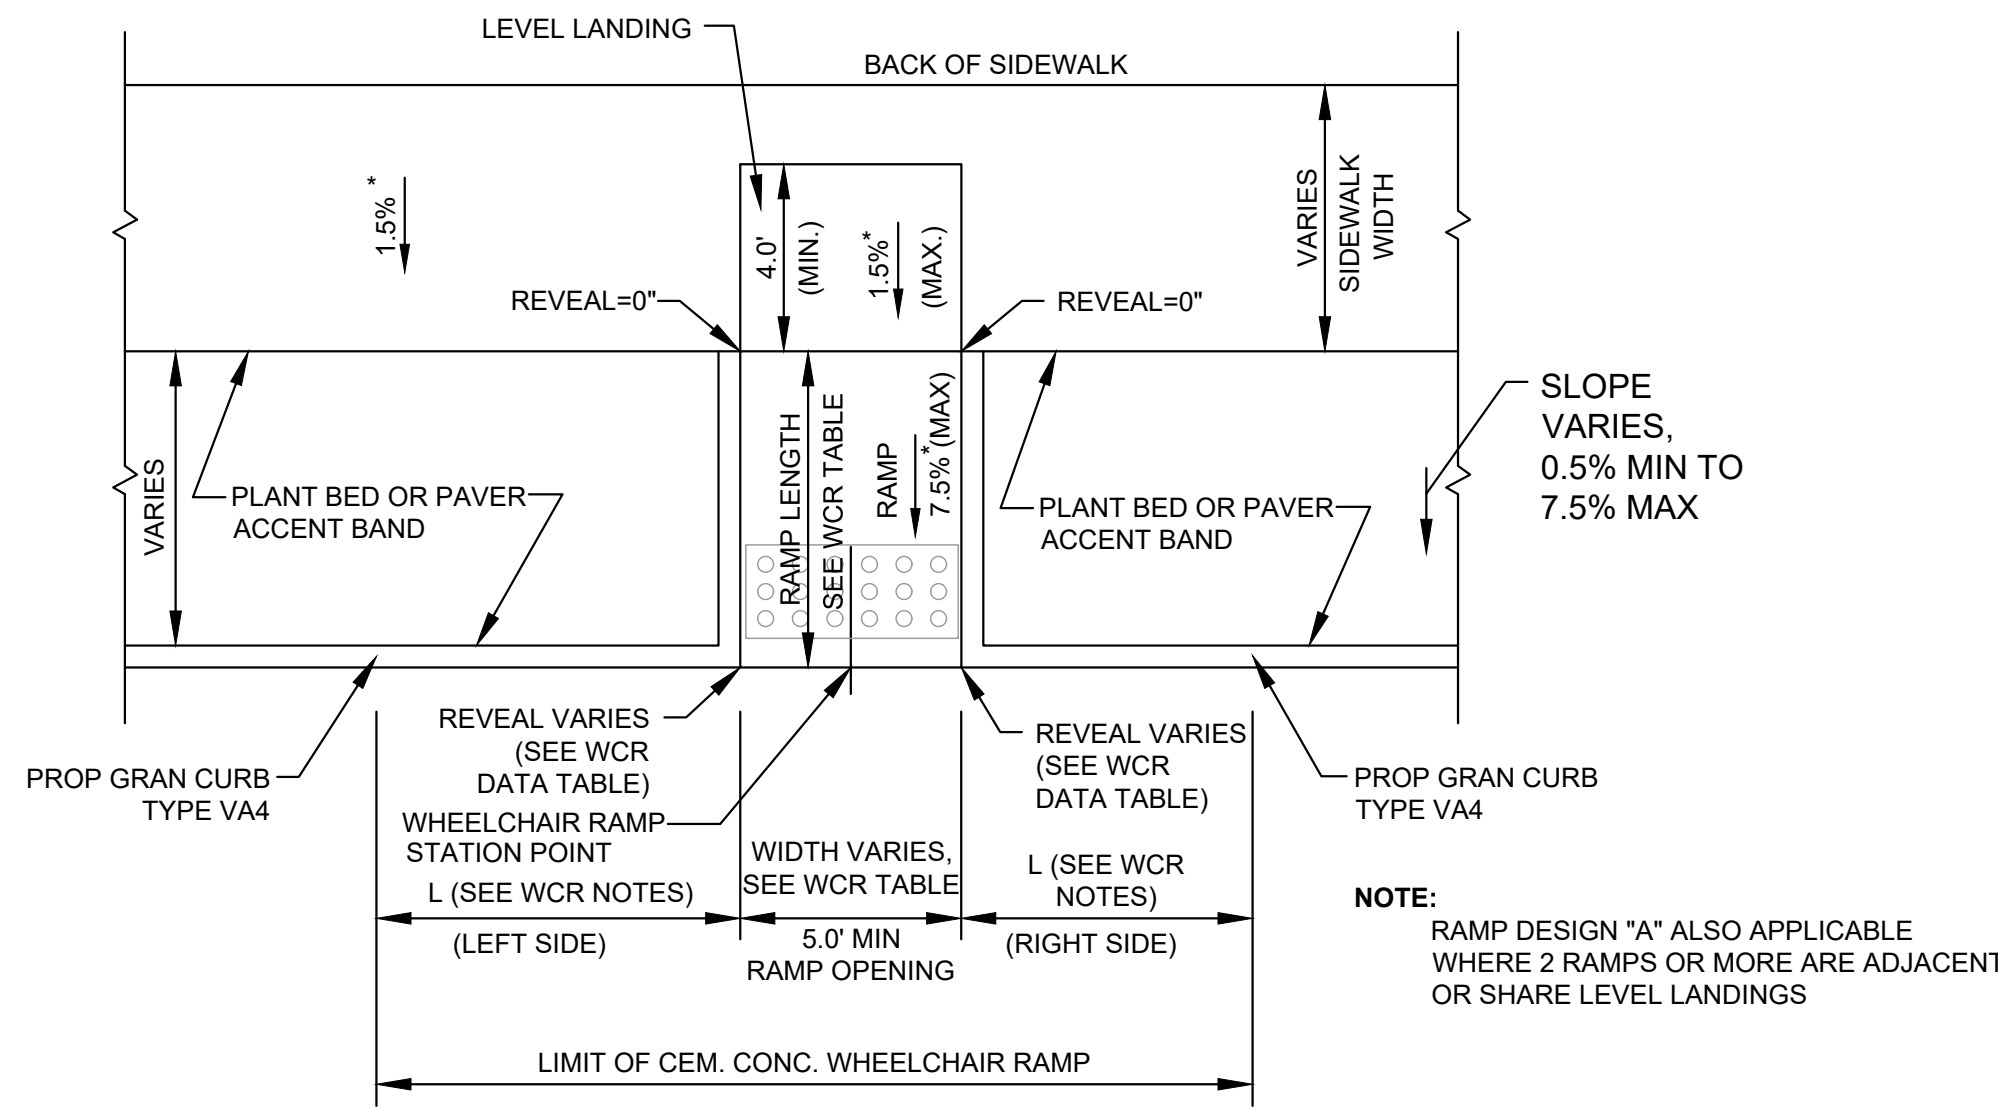 LEVEL LANDING
BACK OF SIDEWALK
1.5% *
4.0'
(MIN.)
1.5%*
(MAX.)
VARIES
SIDEWALK
WIDTH
REVEAL=0"
REVEAL=0"
SLOPE
VARIES,
0.5% MIN TO
7.5% MAX
VARIES
PLANT BED OR PAVER
ACCENT BAND
RAMP LENGTH
SEE WCR TABLE
RAMP
7.5%*(MAX)
PLANT BED OR PAVER
ACCENT BAND
REVEAL VARIES
(SEE WCR
DATA TABLE)
REVEAL VARIES
(SEE WCR
DATA TABLE)
PROP GRAN CURB
TYPE VA4
PROP GRAN CURB
TYPE VA4
WHEELCHAIR RAMP
STATION POINT
WIDTH VARIES,
SEE WCR TABLE
L (SEE WCR NOTES)
(LEFT SIDE)
5.0' MIN
RAMP OPENING
L (SEE WCR
NOTES)
(RIGHT SIDE)
NOTE:
RAMP DESIGN "A" ALSO APPLICABLE
WHERE 2 RAMPS OR MORE ARE ADJACENT
OR SHARE LEVEL LANDINGS
LIMIT OF CEM. CONC. WHEELCHAIR RAMP